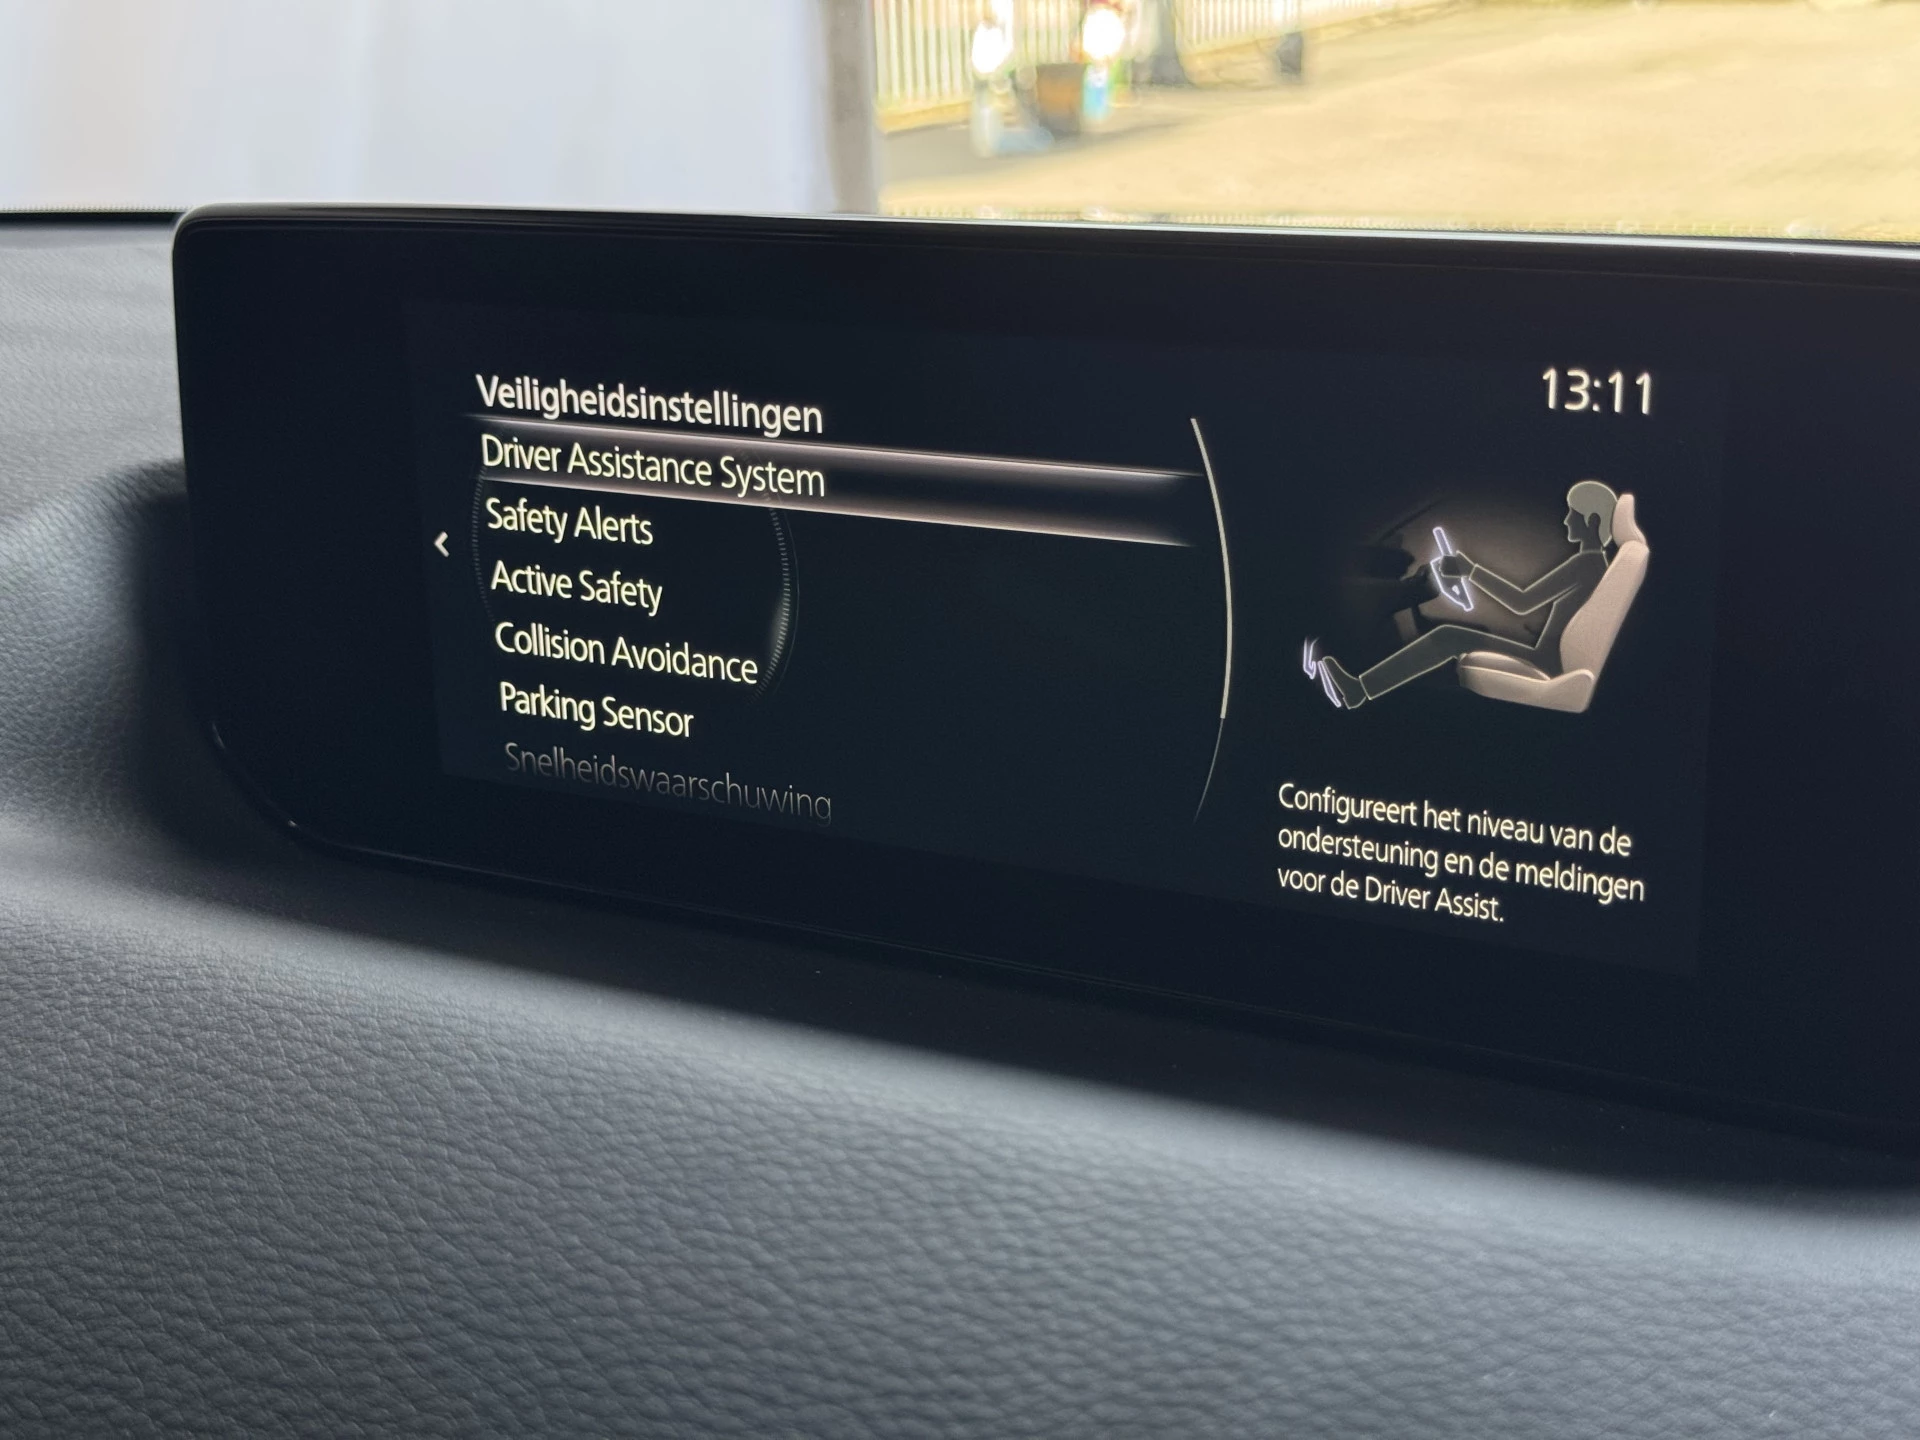 Veiligheidsinstellingen
13:11
Driver Assistance System
Safety Alerts
Active Safety
Collision Avoidance
Parking Sensor
Snelheidswaarschuwing
Configureert het niveau van de
ondersteuning en de meldingen
voor de Driver Assist.